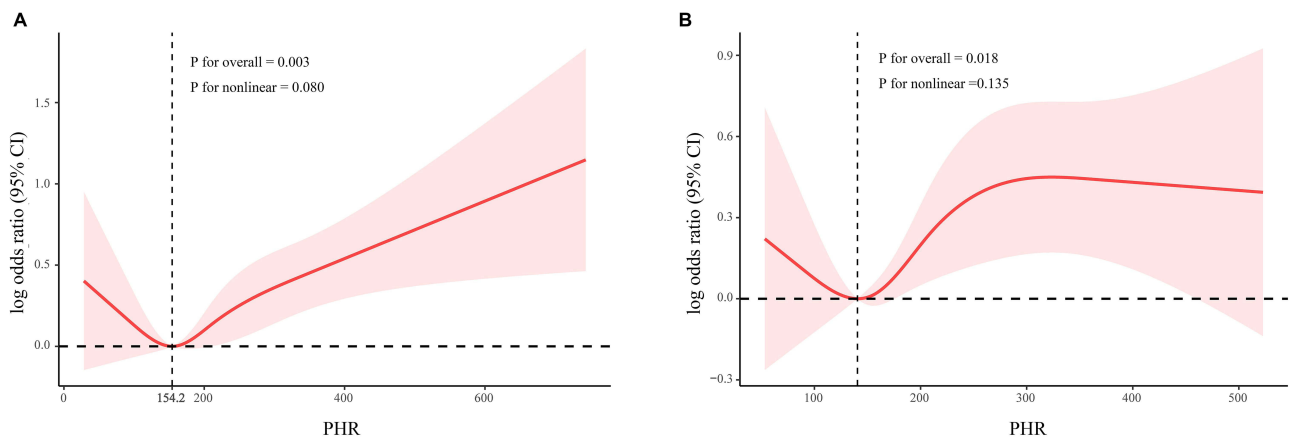 A
P for overall = 0.003
P for nonlinear = 0.080
log odds ratio (95% CI)
1.5
1.0
0.5
0.0
0 154.2 200 400 600
PHR
B
P for overall = 0.018
P for nonlinear =0.135
log odds ratio (95% CI)
0.9
0.6
0.3
0.0
−0.3
100 200 300 400 500
PHR